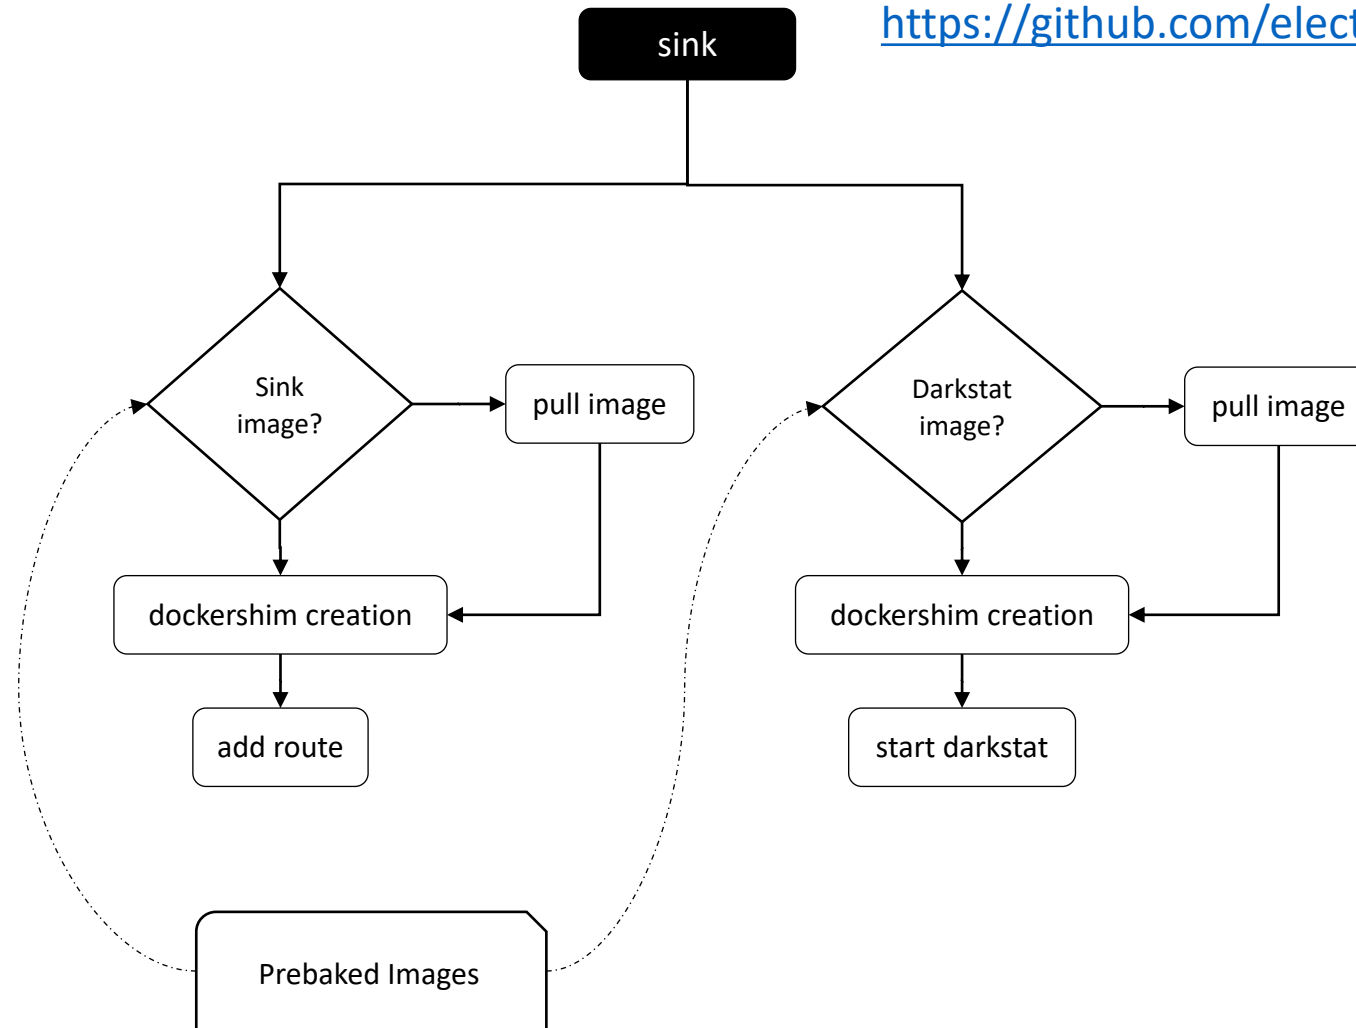 sink
https://github.com/elect
Sink
image?
pull image
Darkstat
image?
pull image
dockershim creation
dockershim creation
add route
start darkstat
Prebaked Images